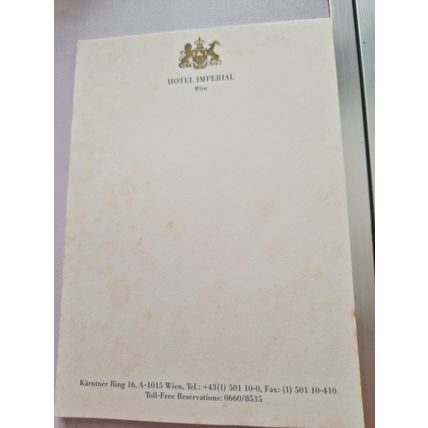 HOTEL IMPERIAL
Wien
Kärntner Ring 16, A-1015 Wien, Tel.: +43(1) 501 10-0, Fax: (1) 501 10-410
Toll-Free Reservations: 0660/8535